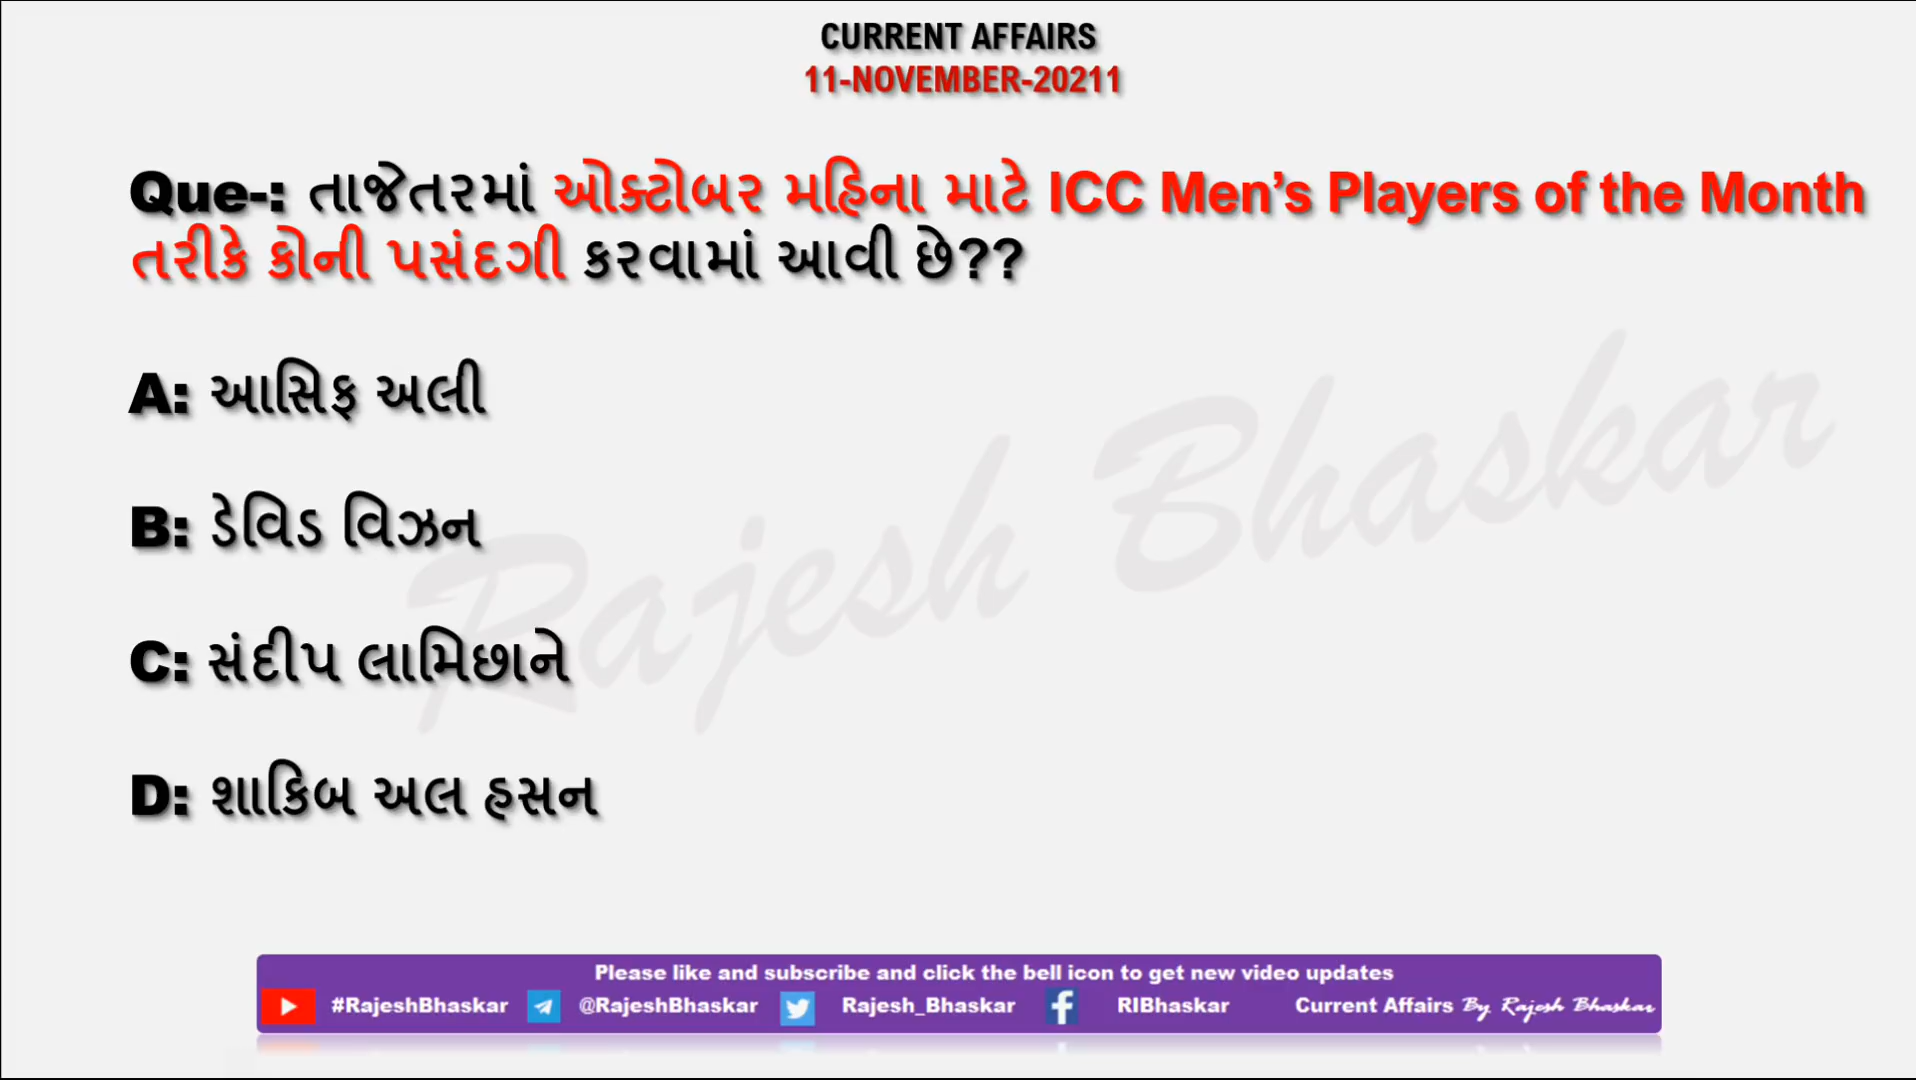 CURRENT AFFAIRS
11-NOVEMBER-20211
Que-: તાજેતરમાં ઓક્ટોબર મહિના માટે ICC Men’s Players of the Month
તરીકે કોની પસંદગી કરવામાં આવી છે??
A: આસિફ અલી
B: ડેવિડ વિઝન
C: સંદીપ લામિછાને
D: શાકિબ અલ હસન
Rajesh Bhaskar
Please like and subscribe and click the bell icon to get new video updates
#RajeshBhaskar @RajeshBhaskar Rajesh_Bhaskar RIBhaskar Current Affairs By Rajesh Bhaskar